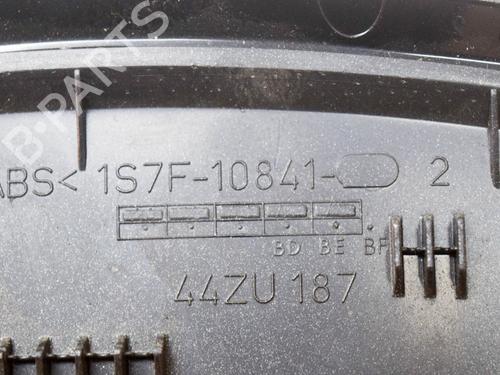 B-PARTS
ABS< 1S7F-10841- 2
BD BE BF
44ZU 187